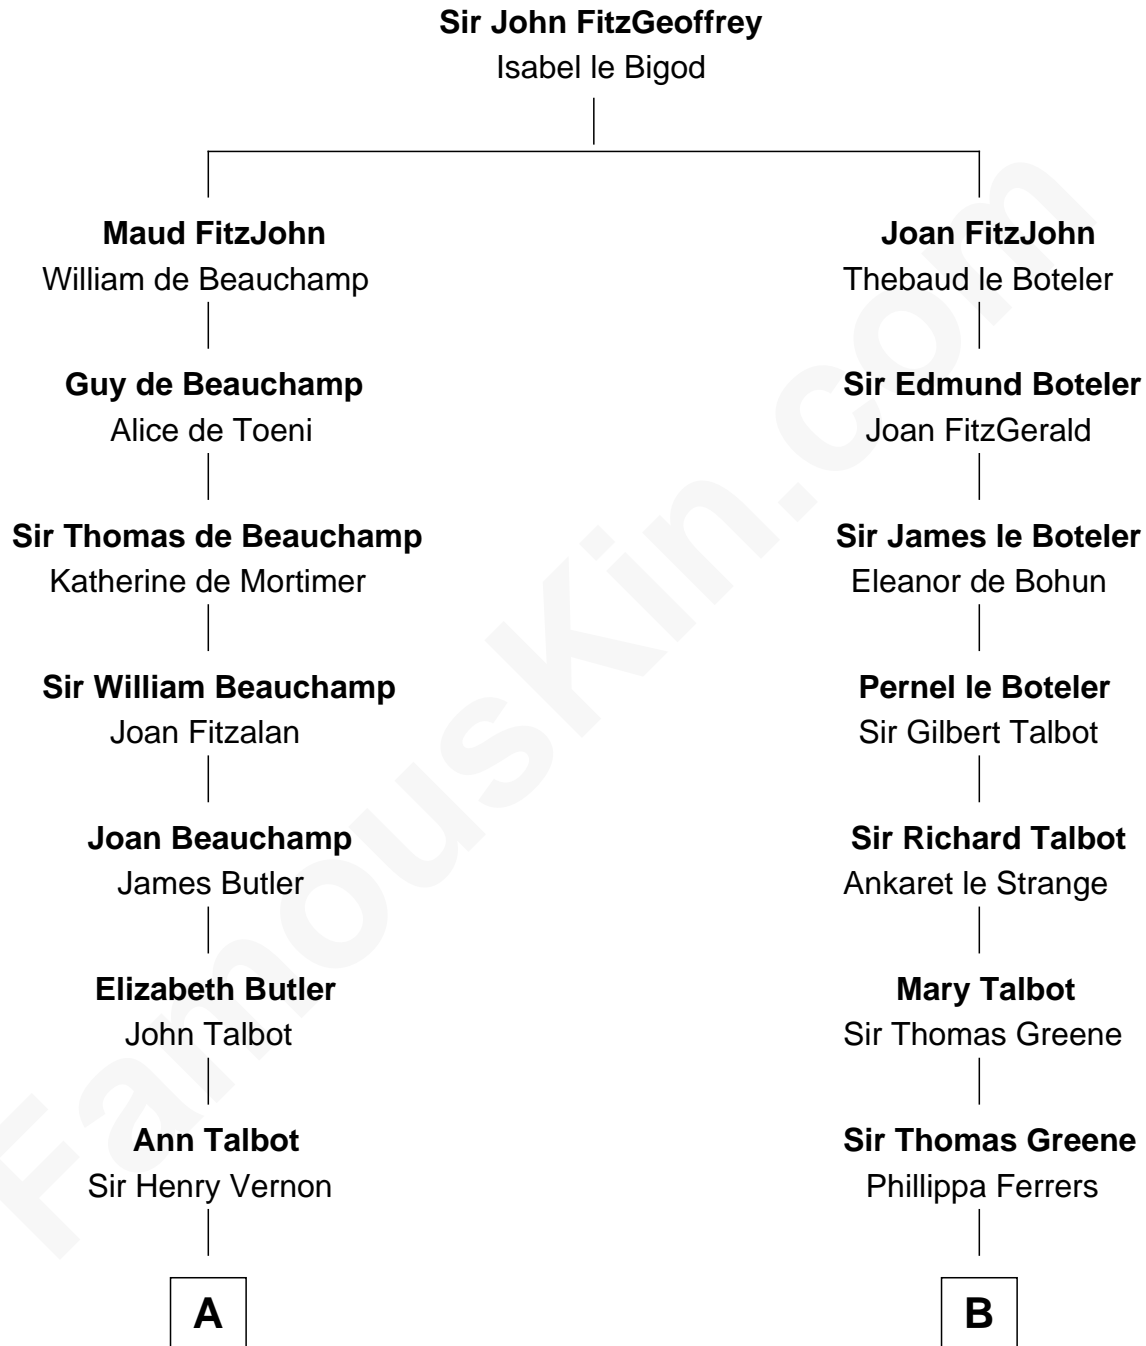 Sir John FitzGeoffrey
Isabel le Bigod
Maud FitzJohn
William de Beauchamp
Guy de Beauchamp
Alice de Toeni
Sir Thomas de Beauchamp
Katherine de Mortimer
Sir William Beauchamp
Joan Fitzalan
Joan Beauchamp
James Butler
Elizabeth Butler
John Talbot
Ann Talbot
Sir Henry Vernon
A
Joan FitzJohn
Thebaud le Boteler
Sir Edmund Boteler
Joan FitzGerald
Sir James le Boteler
Eleanor de Bohun
Pernel le Boteler
Sir Gilbert Talbot
Sir Richard Talbot
Ankaret le Strange
Mary Talbot
Sir Thomas Greene
Sir Thomas Greene
Phillippa Ferrers
B
FamousKin.com